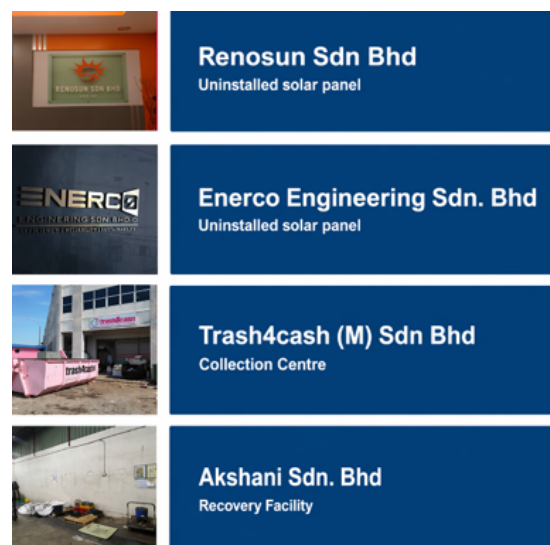 RENOSUN SDN BHD
Renosun Sdn Bhd
Uninstalled solar panel
ENERCO
ENGINERING SDN BHD
Enerco Engineering Sdn. Bhd
Uninstalled solar panel
trash4cash
trash4cash
Trash4cash (M) Sdn Bhd
Collection Centre
Akshani Sdn. Bhd
Recovery Facility